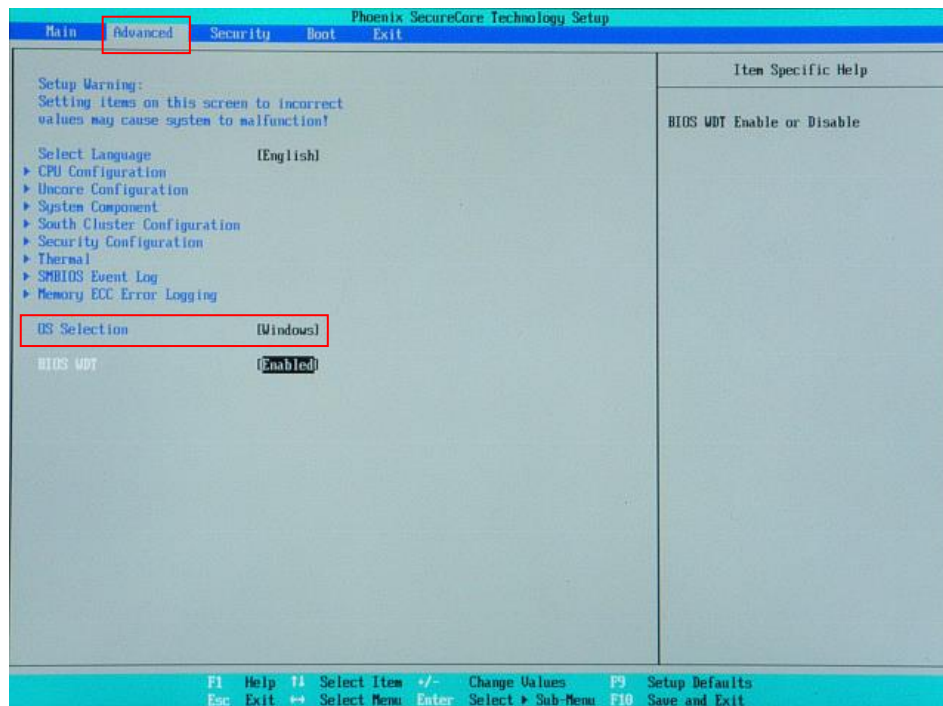 Phoenix SecureCore Technology Setup
Main Advanced Security Boot Exit
Item Specific Help
Setup Warning:
Setting items on this screen to incorrect
values may cause system to malfunction!
BIOS WDT Enable or Disable
Select Language [English]
CPU Configuration
Uncore Configuration
System Component
South Cluster Configuration
Security Configuration
Thermal
SMBIOS Event Log
Memory ECC Error Logging
OS Selection [Windows]
BIOS WDT [Enabled]
F1 Help ↑↓ Select Item +/- Change Values F9 Setup Defaults
Esc Exit ↔ Select Menu Enter Select ▶ Sub-Menu F10 Save and Exit